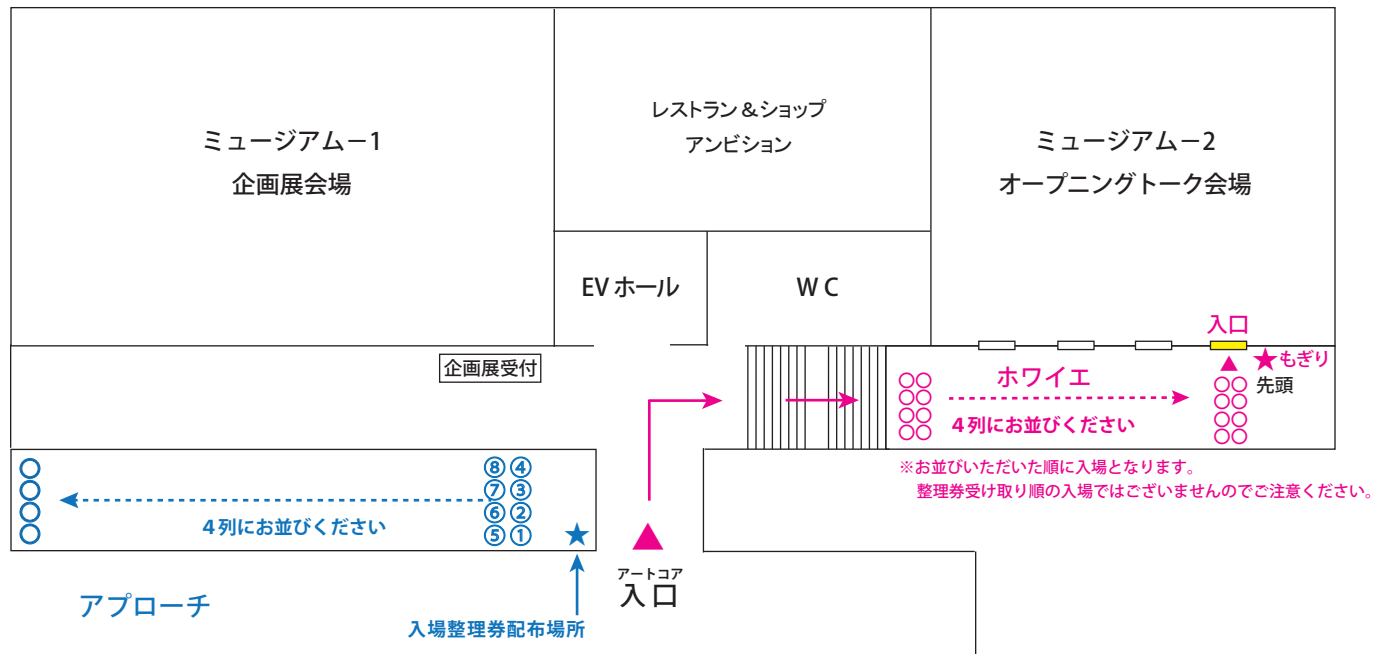 ミュージアム－1
企画展会場
レストラン＆ショップ
アンビション
ミュージアム－2
オープニングトーク会場
EV ホール
W C
企画展受付
入口
★もぎり
先頭
ホワイエ
４列にお並びください
※お並びいただいた順に入場となります。
整理券受け取り順の入場ではございませんのでご注意ください。
⑧④
⑦③
⑥②
⑤①
４列にお並びください
★
アプローチ
入場整理券配布場所
アートコア
入口